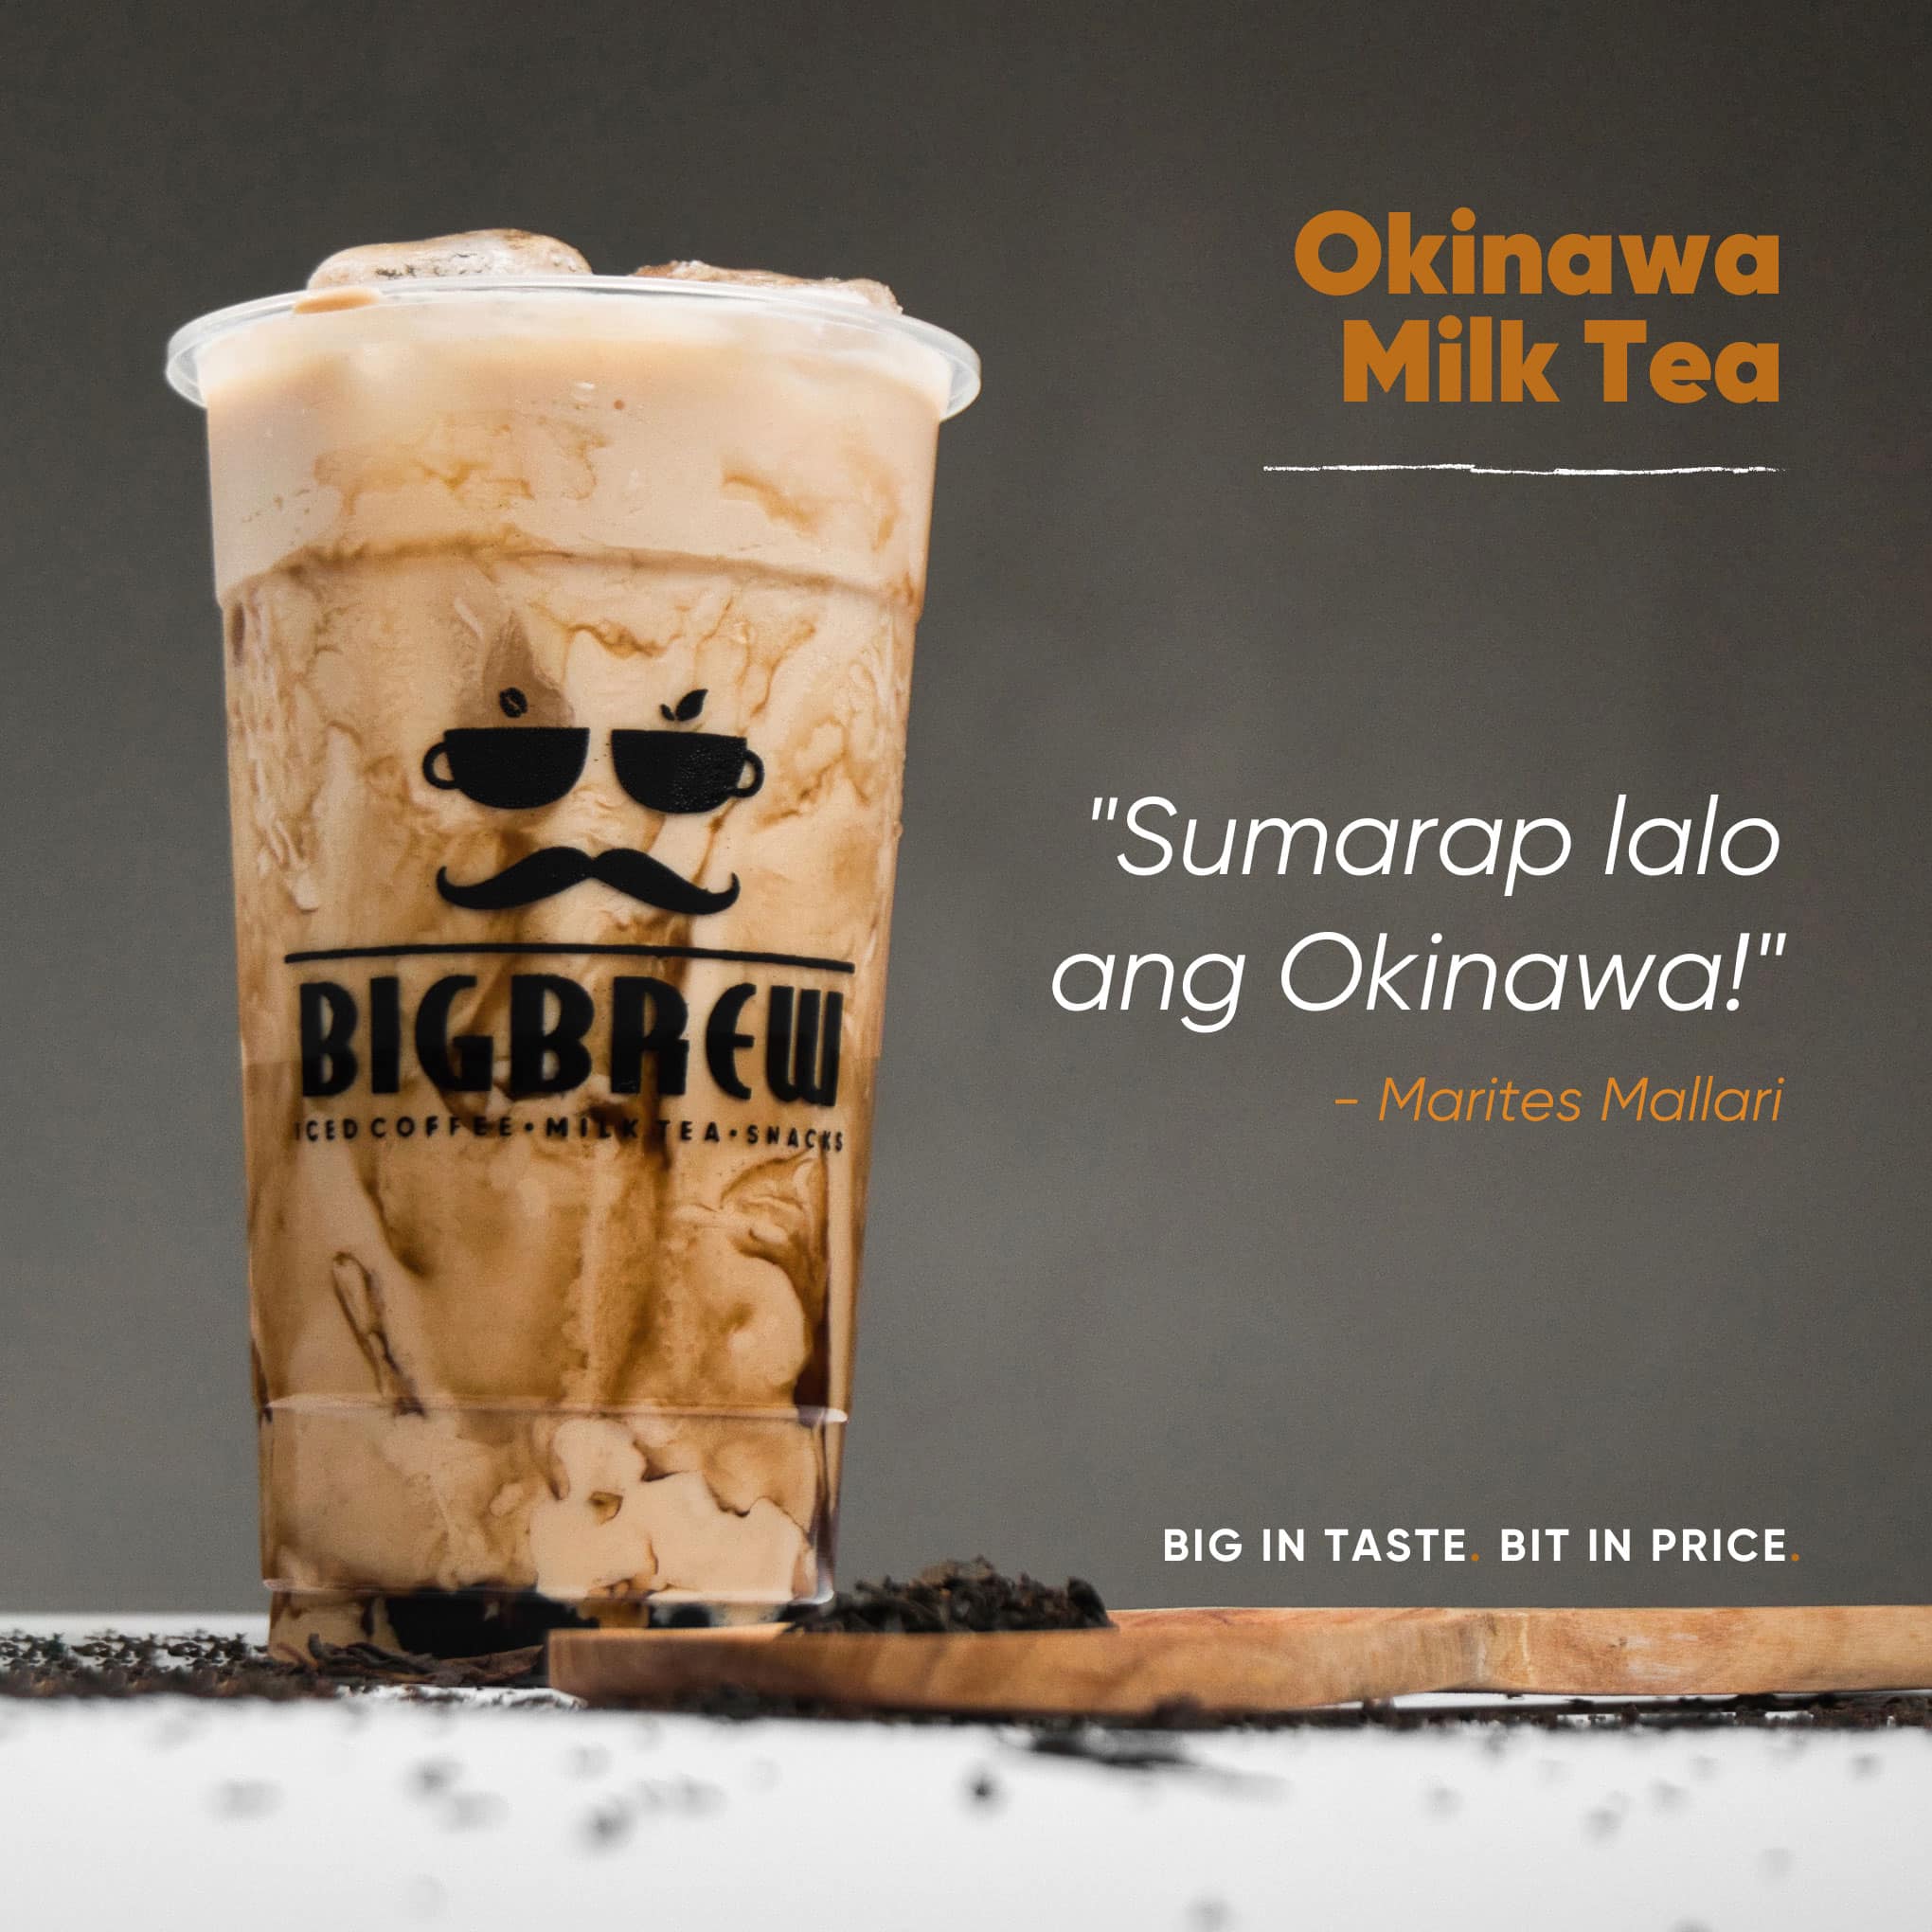 Okinawa
Milk Tea
"Sumarap lalo
ang Okinawa!"
- Marites Mallari
BIGBREW
ICED COFFEE • MILK TEA • SNACKS
BIG IN TASTE. BIT IN PRICE.